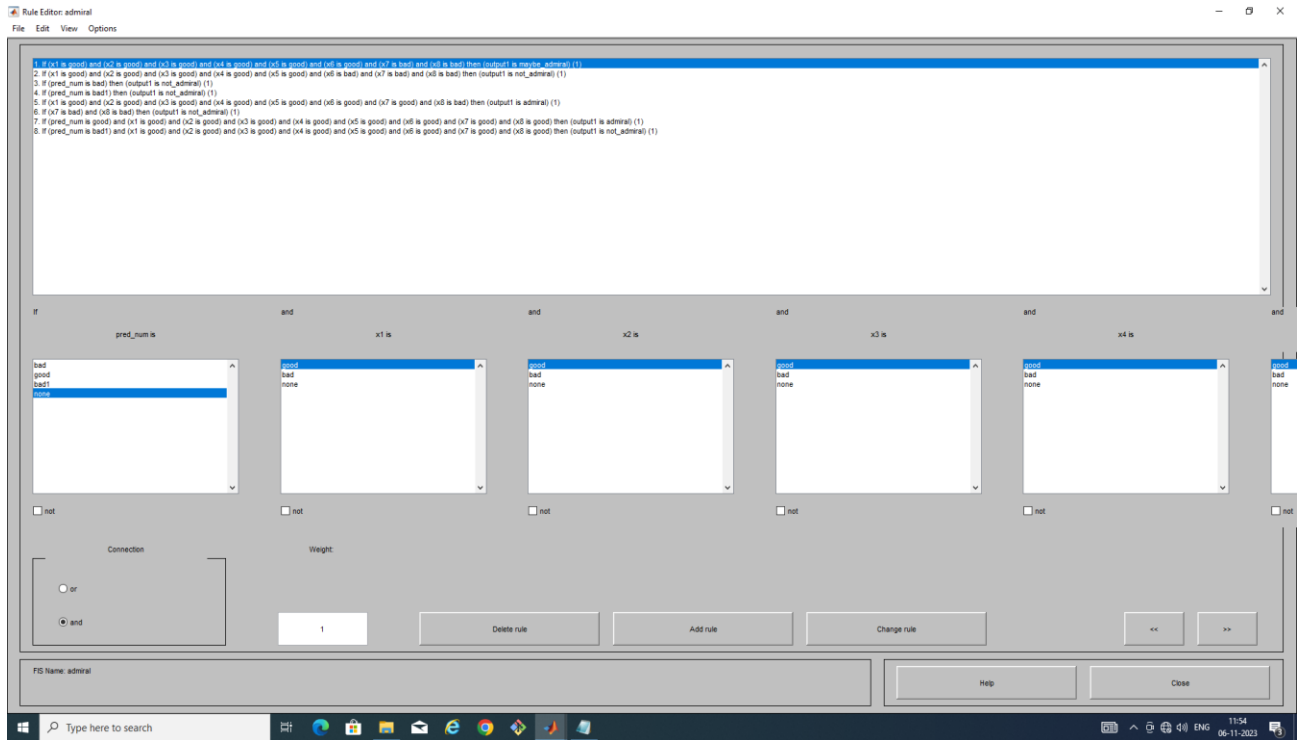 Rule Editor: admiral
File Edit View Options
1. If (x1 is good) and (x2 is good) and (x3 is good) and (x4 is good) and (x5 is good) and (x6 is good) and (x7 is bad) and (x8 is bad) then (output1 is maybe_admiral) (1)
2. If (x1 is good) and (x2 is good) and (x3 is good) and (x4 is good) and (x5 is good) and (x6 is bad) and (x7 is bad) and (x8 is bad) then (output1 is not_admiral) (1)
3. If (pred_num is bad) then (output1 is not_admiral) (1)
4. If (pred_num is bad1) then (output1 is not_admiral) (1)
5. If (x1 is good) and (x2 is good) and (x3 is good) and (x4 is good) and (x5 is good) and (x6 is good) and (x7 is good) and (x8 is bad) then (output1 is admiral) (1)
6. If (x7 is bad) and (x8 is bad) then (output1 is not_admiral) (1)
7. If (pred_num is good) and (x1 is good) and (x2 is good) and (x3 is good) and (x4 is good) and (x5 is good) and (x6 is good) and (x7 is good) and (x8 is good) then (output1 is admiral) (1)
8. If (pred_num is bad1) and (x1 is good) and (x2 is good) and (x3 is good) and (x4 is good) and (x5 is good) and (x6 is good) and (x7 is good) and (x8 is good) then (output1 is not_admiral) (1)
If and and and and and
pred_num is x1 is x2 is x3 is x4 is
bad good good good good good
good bad bad bad bad bad
bad1 none none none none none
none
not not not not not not
Connection Weight:
or
and 1 Delete rule Add rule Change rule << >>
FIS Name: admiral Help Close
Type here to search ENG 11:54
06-11-2023 3